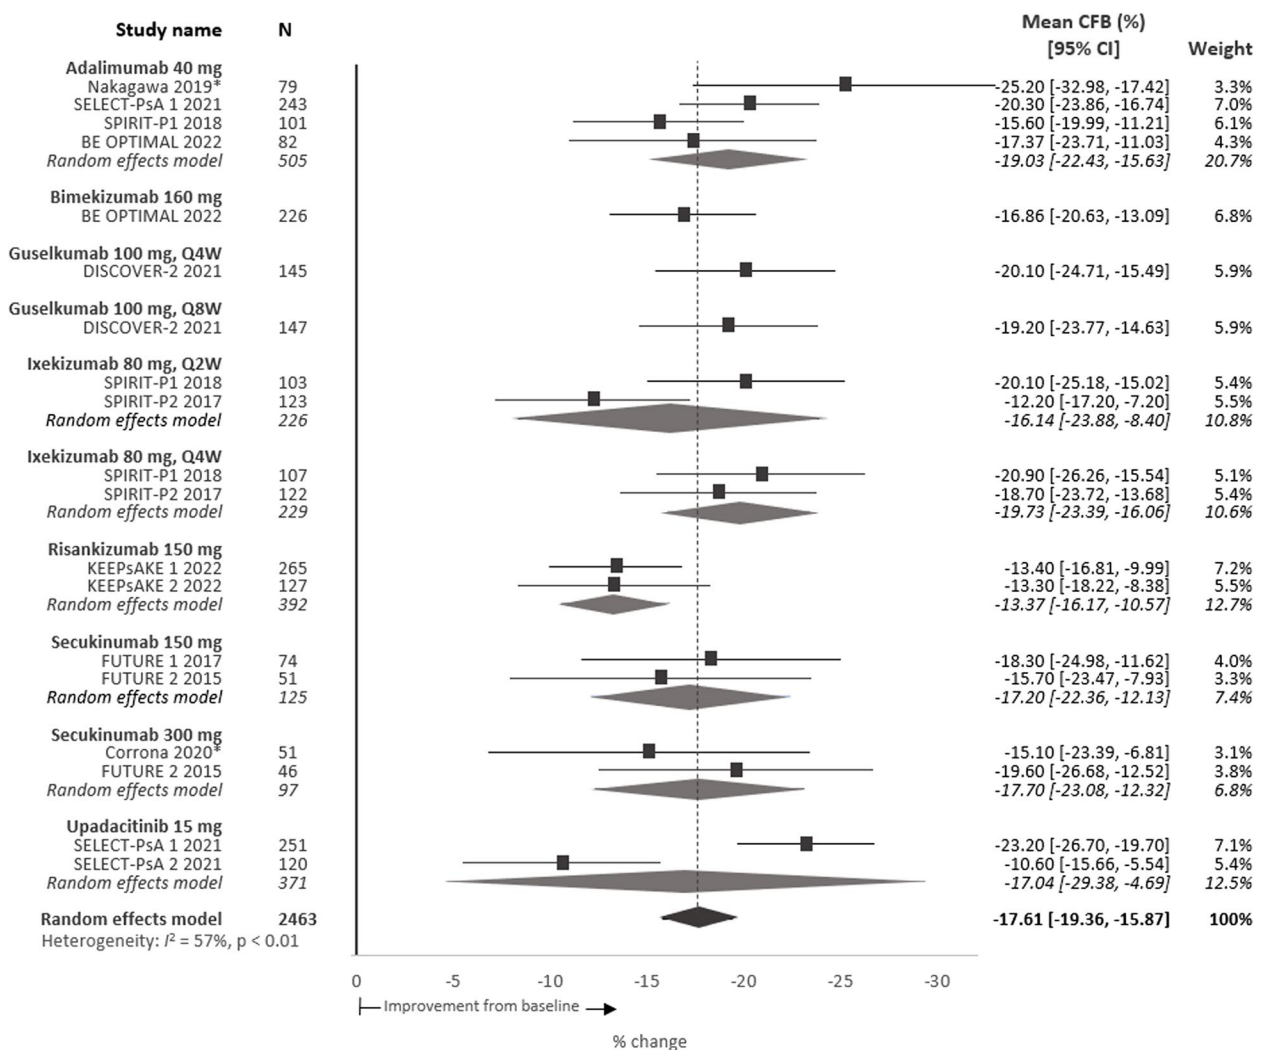 Study name N Mean CFB (%) [95% CI] Weight
Adalimumab 40 mg
Nakagawa 2019* 79 -25.20 [-32.98, -17.42] 3.3%
SELECT-PsA 1 2021 243 -20.30 [-23.86, -16.74] 7.0%
SPIRIT-P1 2018 101 -15.60 [-19.99, -11.21] 6.1%
BE OPTIMAL 2022 82 -17.37 [-23.71, -11.03] 4.3%
Random effects model 505 -19.03 [-22.43, -15.63] 20.7%
Bimekizumab 160 mg
BE OPTIMAL 2022 226 -16.86 [-20.63, -13.09] 6.8%
Guselkumab 100 mg, Q4W
DISCOVER-2 2021 145 -20.10 [-24.71, -15.49] 5.9%
Guselkumab 100 mg, Q8W
DISCOVER-2 2021 147 -19.20 [-23.77, -14.63] 5.9%
Ixekizumab 80 mg, Q2W
SPIRIT-P1 2018 103 -20.10 [-25.18, -15.02] 5.4%
SPIRIT-P2 2017 123 -12.20 [-17.20, -7.20] 5.5%
Random effects model 226 -16.14 [-23.88, -8.40] 10.8%
Ixekizumab 80 mg, Q4W
SPIRIT-P1 2018 107 -20.90 [-26.26, -15.54] 5.1%
SPIRIT-P2 2017 122 -18.70 [-23.72, -13.68] 5.4%
Random effects model 229 -19.73 [-23.39, -16.06] 10.6%
Risankizumab 150 mg
KEEPsAKE 1 2022 265 -13.40 [-16.81, -9.99] 7.2%
KEEPsAKE 2 2022 127 -13.30 [-18.22, -8.38] 5.5%
Random effects model 392 -13.37 [-16.17, -10.57] 12.7%
Secukinumab 150 mg
FUTURE 1 2017 74 -18.30 [-24.98, -11.62] 4.0%
FUTURE 2 2015 51 -15.70 [-23.47, -7.93] 3.3%
Random effects model 125 -17.20 [-22.36, -12.13] 7.4%
Secukinumab 300 mg
Corrona 2020* 51 -15.10 [-23.39, -6.81] 3.1%
FUTURE 2 2015 46 -19.60 [-26.68, -12.52] 3.8%
Random effects model 97 -17.70 [-23.08, -12.32] 6.8%
Upadacitinib 15 mg
SELECT-PsA 1 2021 251 -23.20 [-26.70, -19.70] 7.1%
SELECT-PsA 2 2021 120 -10.60 [-15.66, -5.54] 5.4%
Random effects model 371 -17.04 [-29.38, -4.69] 12.5%
Random effects model 2463 -17.61 [-19.36, -15.87] 100%
Heterogeneity: I² = 57%, p < 0.01
0 -5 -10 -15 -20 -25 -30
Improvement from baseline
% change